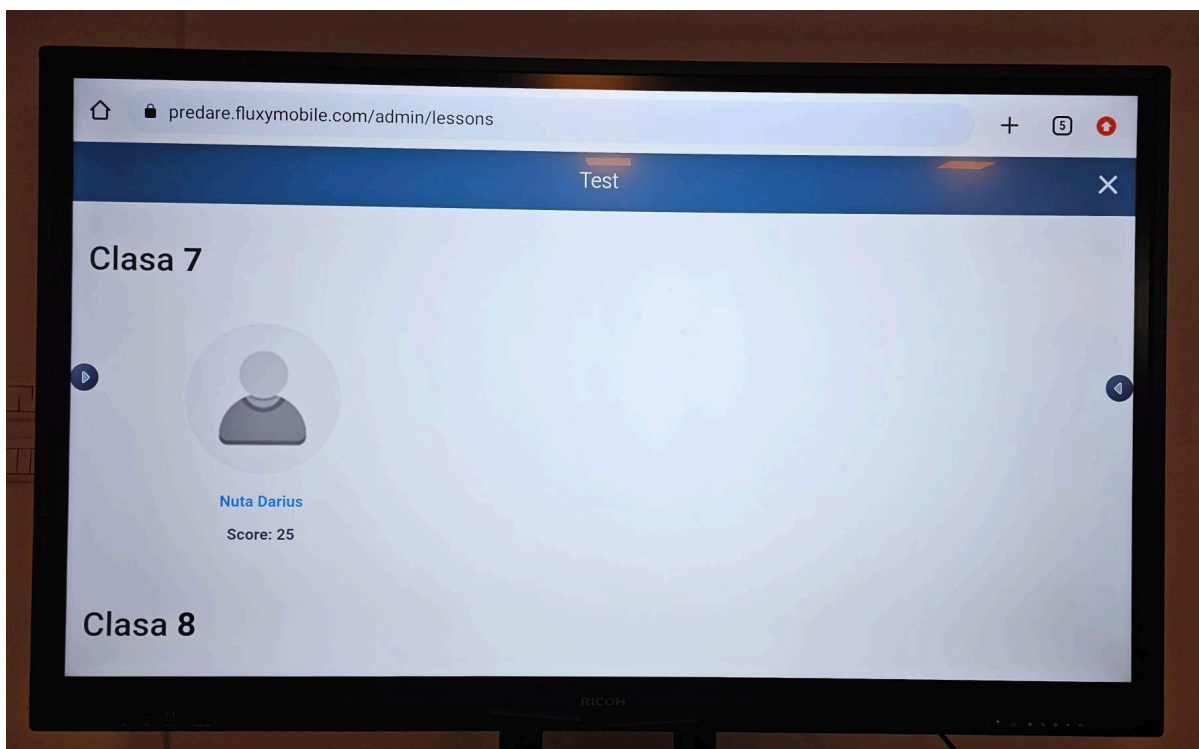 predare.fluxymobile.com/admin/lessons
5
Test
Clasa 7
Nuta Darius
Score: 25
Clasa 8
RICOH